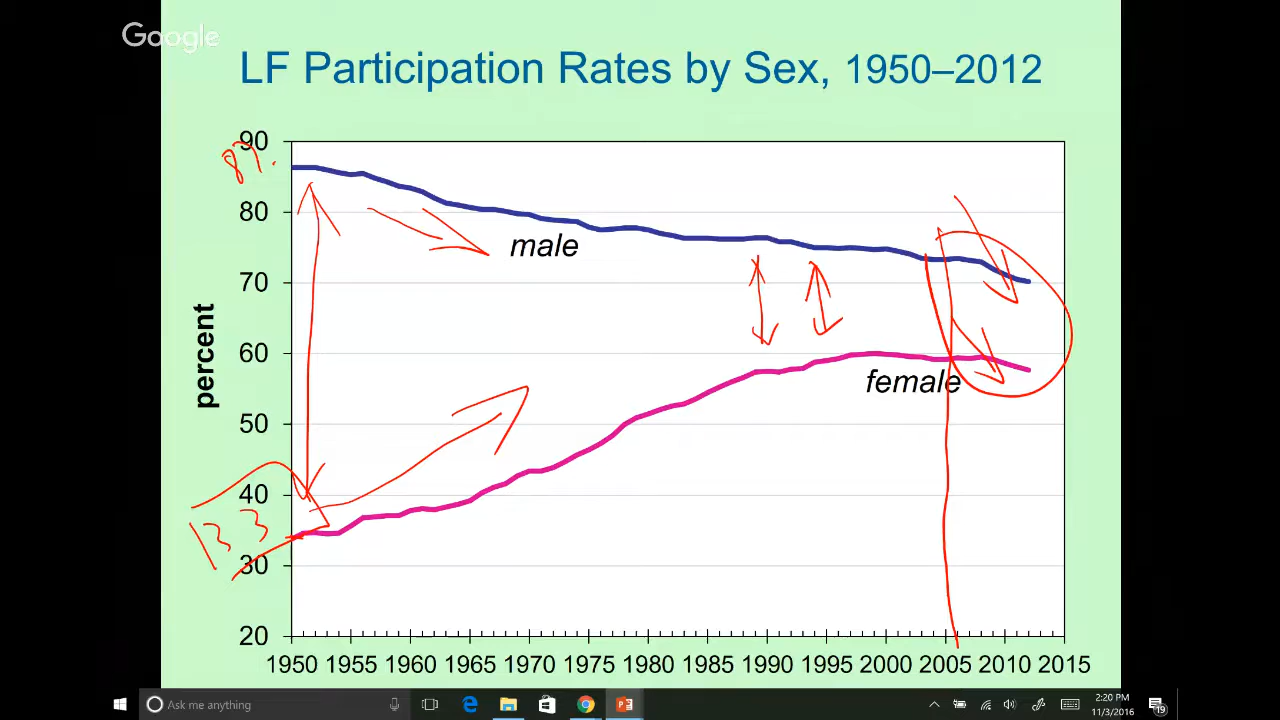 Google
LF Participation Rates by Sex, 1950–2012
90
87.
80
male
70
percent
60
female
50
40
33
30
20
1950 1955 1960 1965 1970 1975 1980 1985 1990 1995 2000 2005 2010 2015
Ask me anything
2:20 PM
11/3/2016
19